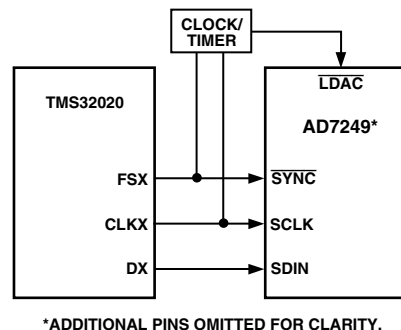 CLOCK/
TIMER
TMS32020
LDAC
AD7249*
FSX
SYNC
CLKX
SCLK
DX
SDIN
*ADDITIONAL PINS OMITTED FOR CLARITY.